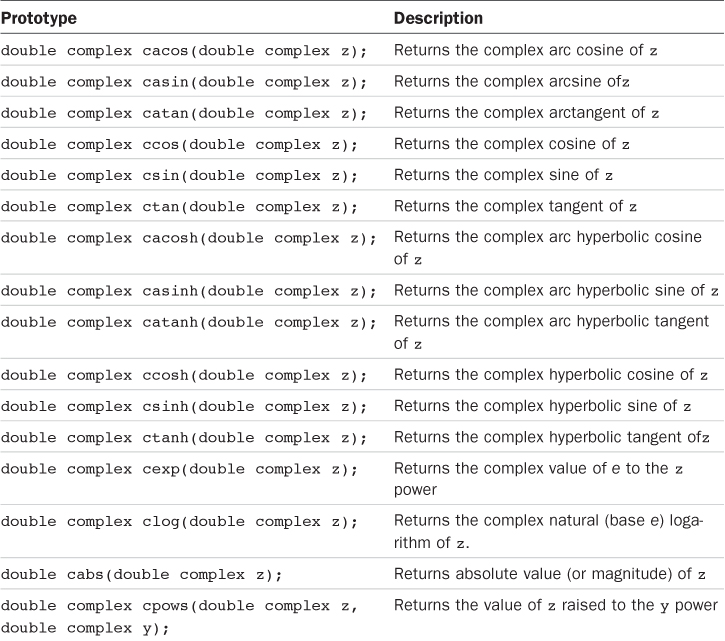 Prototype Description
double complex cacos(double complex z); Returns the complex arc cosine of z
double complex casin(double complex z); Returns the complex arcsine ofz
double complex catan(double complex z); Returns the complex arctangent of z
double complex ccos(double complex z); Returns the complex cosine of z
double complex csin(double complex z); Returns the complex sine of z
double complex ctan(double complex z); Returns the complex tangent of z
double complex cacosh(double complex z); Returns the complex arc hyperbolic cosine
of z
double complex casinh(double complex z); Returns the complex arc hyperbolic sine of z
double complex catanh(double complex z); Returns the complex arc hyperbolic tangent
of z
double complex ccosh(double complex z); Returns the complex hyperbolic cosine of z
double complex csinh(double complex z); Returns the complex hyperbolic sine of z
double complex ctanh(double complex z); Returns the complex hyperbolic tangent ofz
double complex cexp(double complex z); Returns the complex value of e to the z
power
double complex clog(double complex z); Returns the complex natural (base e) loga-
rithm of z.
double cabs(double complex z); Returns absolute value (or magnitude) of z
double complex cpows(double complex z, Returns the value of z raised to the y power
double complex y);